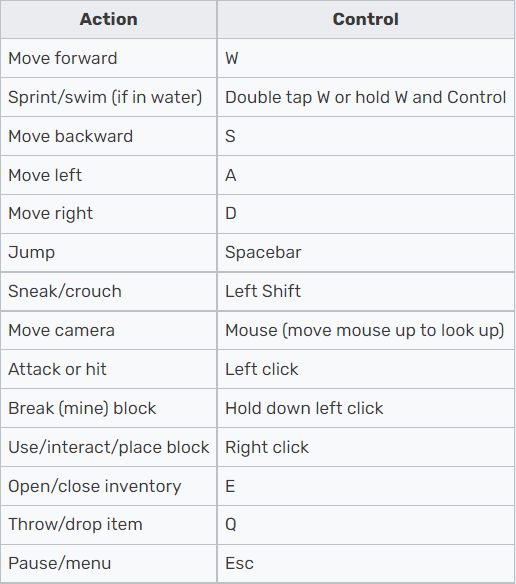 Action Control
Move forward W
Sprint/swim (if in water) Double tap W or hold W and Control
Move backward S
Move left A
Move right D
Jump Spacebar
Sneak/crouch Left Shift
Move camera Mouse (move mouse up to look up)
Attack or hit Left click
Break (mine) block Hold down left click
Use/interact/place block Right click
Open/close inventory E
Throw/drop item Q
Pause/menu Esc